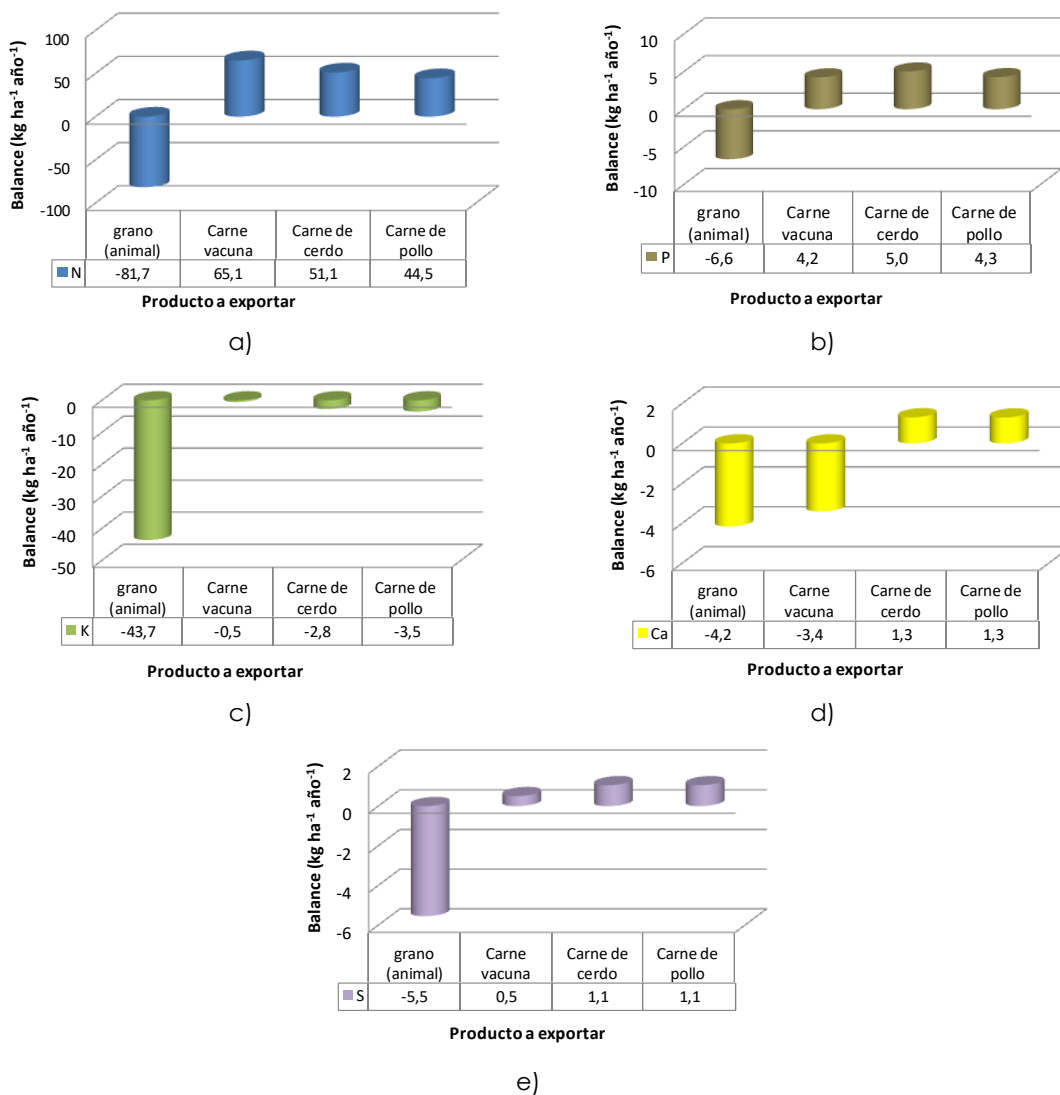 100
50
0
-50
-100
Balance (kg ha⁻¹ año⁻¹)
grano (animal) Carne vacuna Carne de cerdo Carne de pollo
N -81,7 65,1 51,1 44,5
Producto a exportar
a)
10
5
0
-5
-10
Balance (kg ha⁻¹ año⁻¹)
grano (animal) Carne vacuna Carne de cerdo Carne de pollo
P -6,6 4,2 5,0 4,3
Producto a exportar
b)
0
-10
-20
-30
-40
-50
Balance (kg ha⁻¹ año⁻¹)
grano (animal) Carne vacuna Carne de cerdo Carne de pollo
K -43,7 -0,5 -2,8 -3,5
Producto a exportar
c)
2
0
-2
-4
-6
Balance (kg ha⁻¹ año⁻¹)
grano (animal) Carne vacuna Carne de cerdo Carne de pollo
Ca -4,2 -3,4 1,3 1,3
Producto a exportar
d)
2
0
-2
-4
-6
Balance (kg ha⁻¹ año⁻¹)
grano (animal) Carne vacuna Carne de cerdo Carne de pollo
S -5,5 0,5 1,1 1,1
Producto a exportar
e)